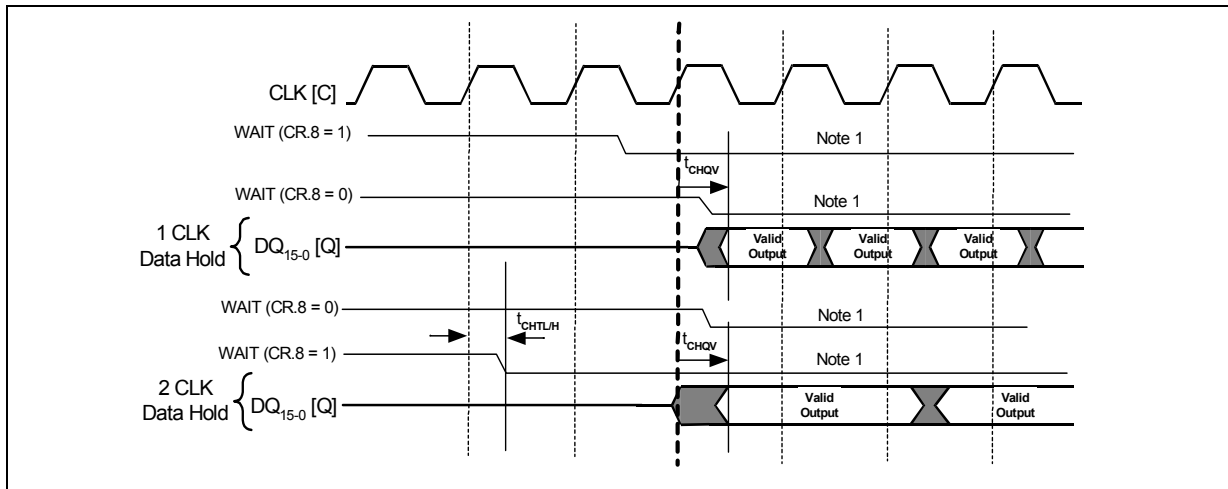 CLK [C]
WAIT (CR.8 = 1)
Note 1
tCHQV
WAIT (CR.8 = 0)
Note 1
1 CLK
Data Hold
DQ15-0 [Q]
Valid
Output
Valid
Output
Valid
Output
WAIT (CR.8 = 0)
Note 1
tCHTL/H
tCHQV
WAIT (CR.8 = 1)
Note 1
2 CLK
Data Hold
DQ15-0 [Q]
Valid
Output
Valid
Output